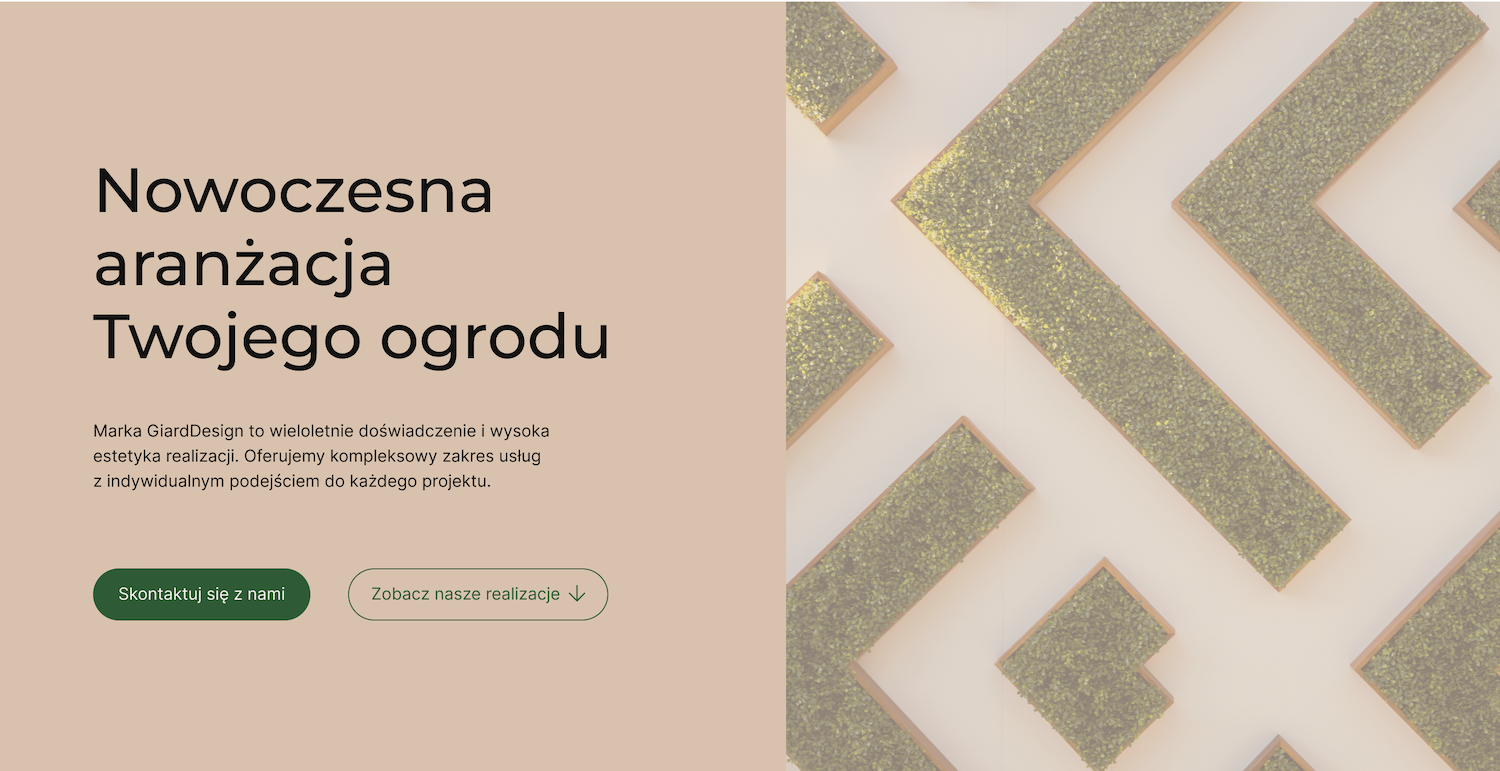 Nowoczesna
aranżacja
Twojego ogrodu
Marka GiardDesign to wieloletnie doświadczenie i wysoka
estetyka realizacji. Oferujemy kompleksowy zakres usług
z indywidualnym podejściem do każdego projektu.
Skontaktuj się z nami
Zobacz nasze realizacje